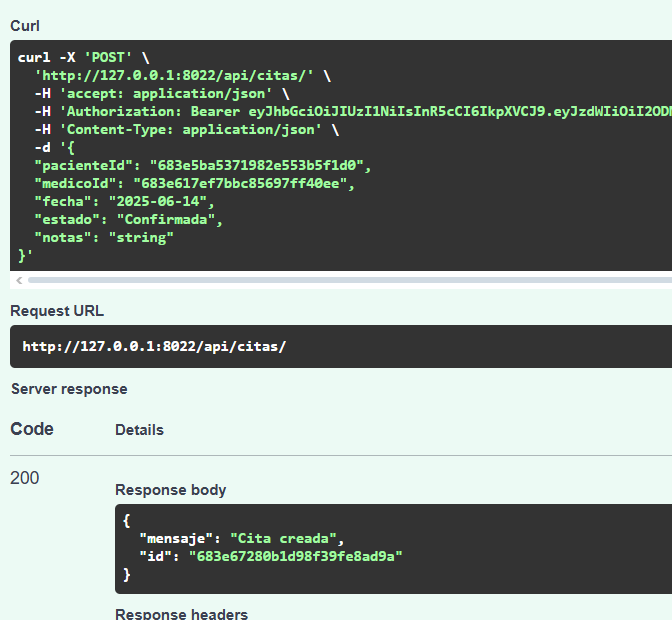 Curl
curl -X 'POST' \
'http://127.0.0.1:8022/api/citas/' \
-H 'accept: application/json' \
-H 'Authorization: Bearer eyJhbGciOiJIUzI1NiIsInR5cCI6IkpXVCJ9.eyJzdWIiOiI2ODN
-H 'Content-Type: application/json' \
-d '{
"pacienteId": "683e5ba5371982e553b5f1d0",
"medicoId": "683e617ef7bbc85697ff40ee",
"fecha": "2025-06-14",
"estado": "Confirmada",
"notas": "string"
}'
Request URL
http://127.0.0.1:8022/api/citas/
Server response
Code Details
200
Response body
{
"mensaje": "Cita creada",
"id": "683e67280b1d98f39fe8ad9a"
}
Response headers